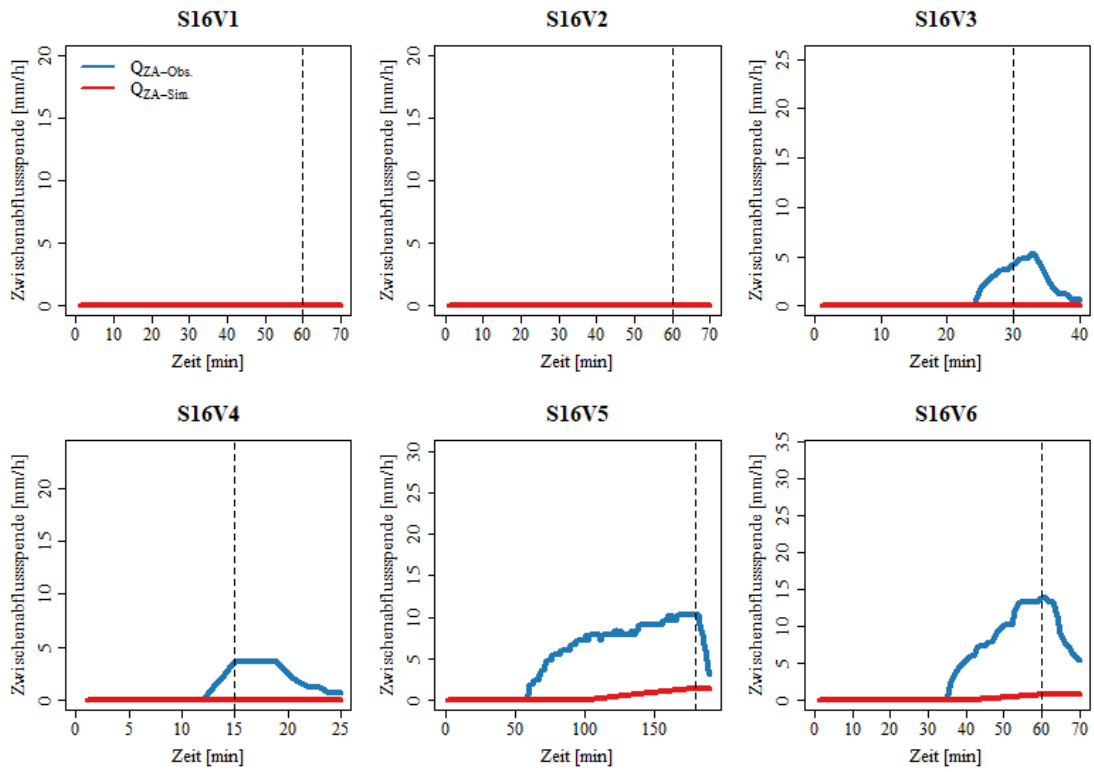 S16V1
S16V2
S16V3
Zwischenabflussspende [mm/h]
0 5 10 15 20
Q ZA–Obs.
Q ZA–Sim.
0 10 20 30 40 50 60 70
Zeit [min]
Zwischenabflussspende [mm/h]
0 5 10 15 20
0 10 20 30 40 50 60 70
Zeit [min]
Zwischenabflussspende [mm/h]
0 5 10 15 20 25
0 10 20 30 40
Zeit [min]
S16V4
S16V5
S16V6
Zwischenabflussspende [mm/h]
0 5 10 15 20
0 5 10 15 20 25
Zeit [min]
Zwischenabflussspende [mm/h]
0 5 10 15 20 25 30
0 50 100 150
Zeit [min]
Zwischenabflussspende [mm/h]
0 5 10 15 20 25 30 35
0 10 20 30 40 50 60 70
Zeit [min]